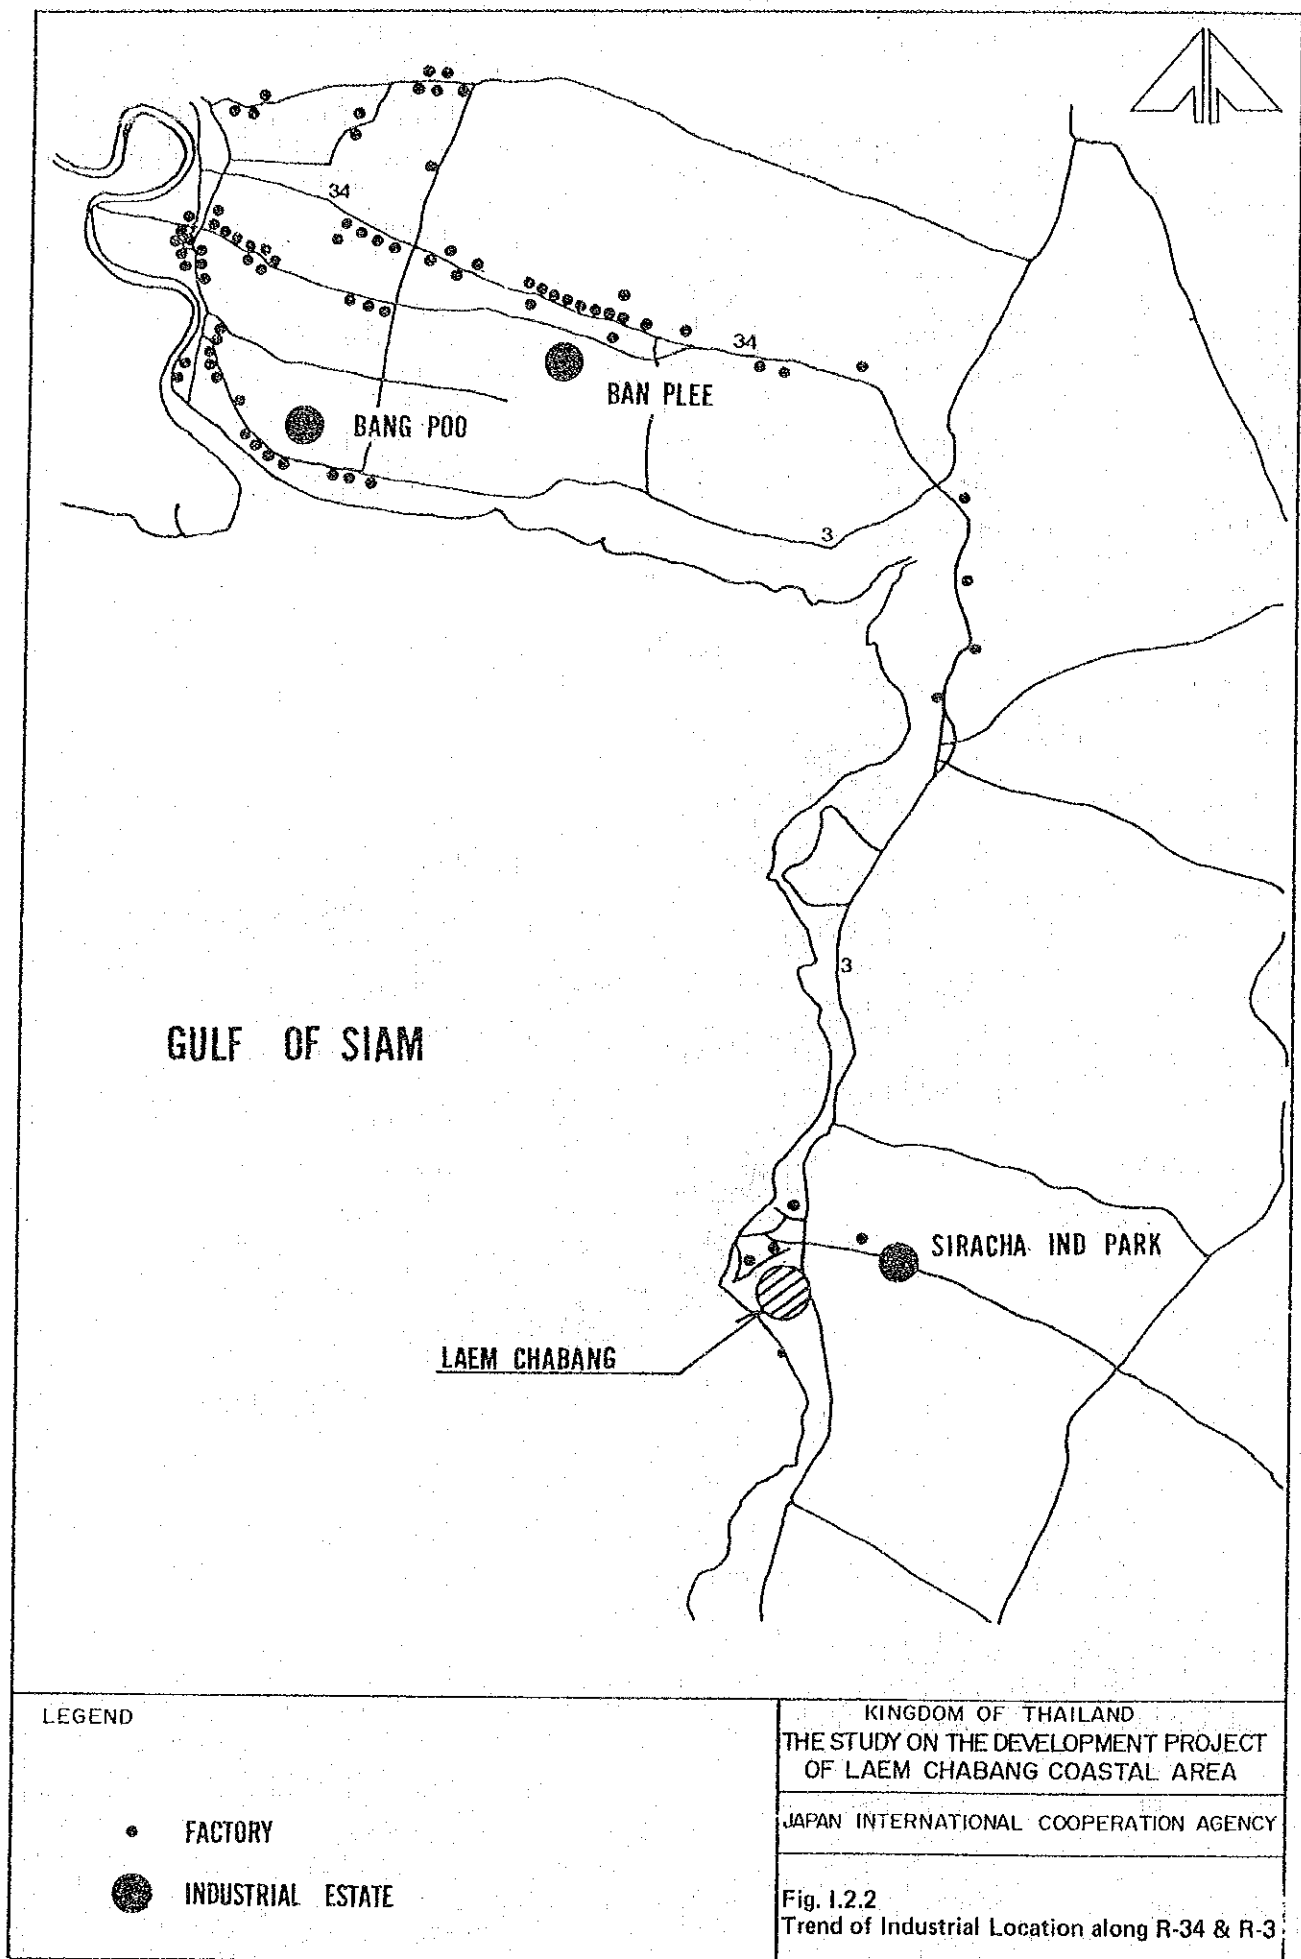 34
34
BAN PLEE
BANG POO
3
3
GULF OF SIAM
SIRACHA IND PARK
LAEM CHABANG
LEGEND
FACTORY
INDUSTRIAL ESTATE
KINGDOM OF THAILAND
THE STUDY ON THE DEVELOPMENT PROJECT
OF LAEM CHABANG COASTAL AREA
JAPAN INTERNATIONAL COOPERATION AGENCY
Fig. I.2.2
Trend of Industrial Location along R-34 & R-3